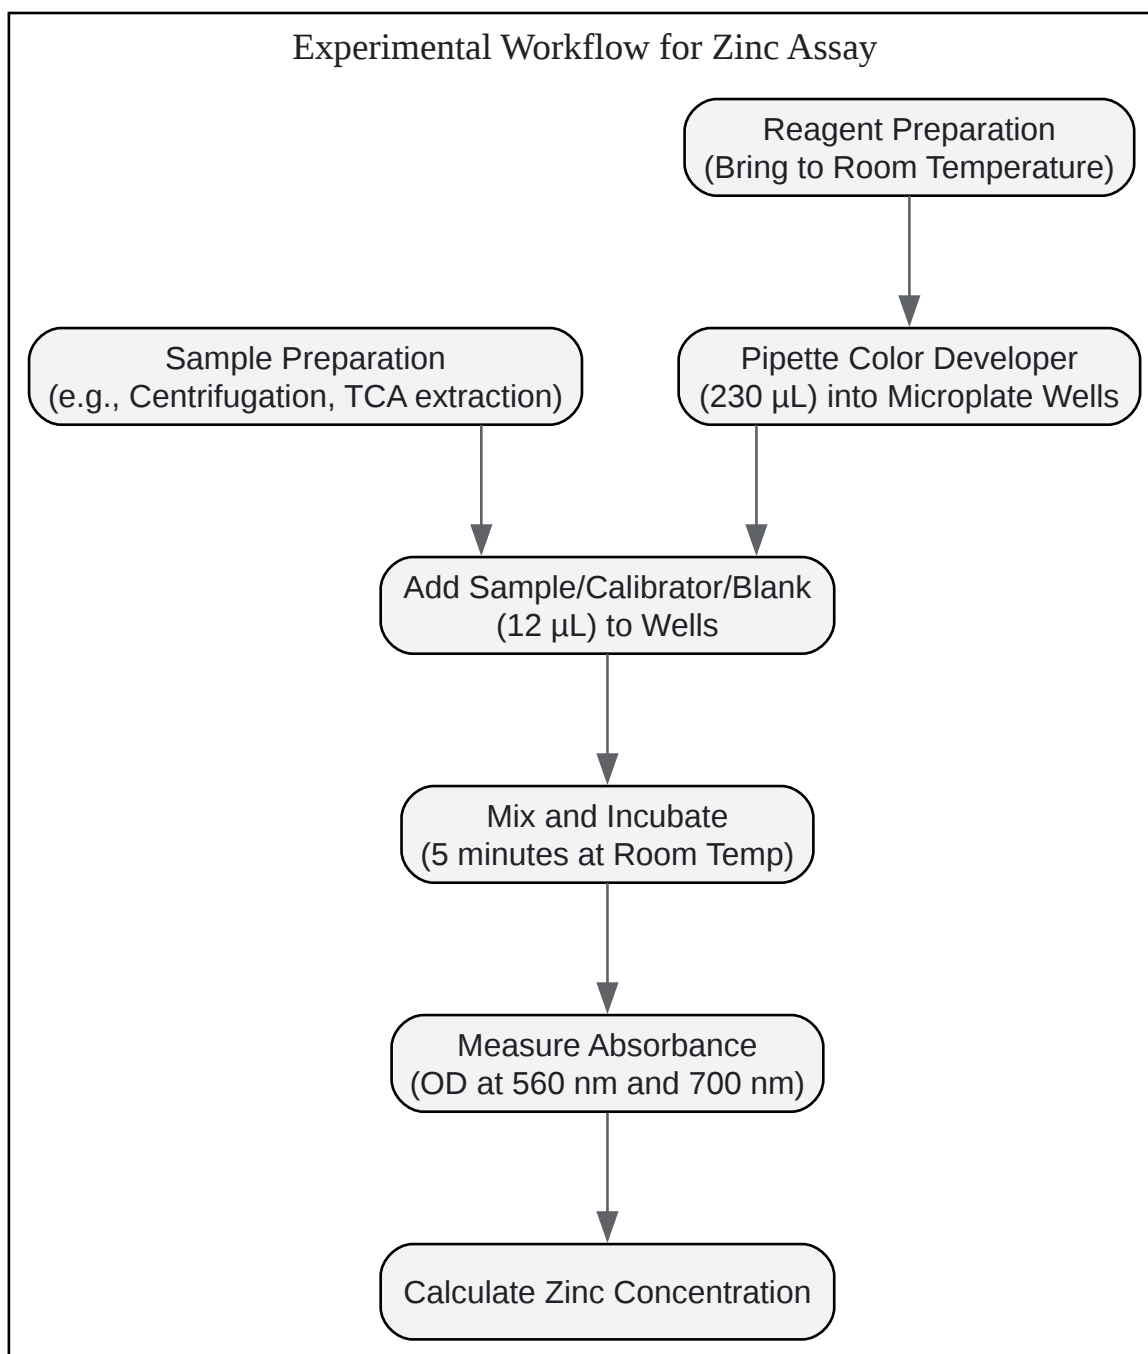 Experimental Workflow for Zinc Assay
Reagent Preparation
(Bring to Room Temperature)
Sample Preparation
(e.g., Centrifugation, TCA extraction)
Pipette Color Developer
(230 µL) into Microplate Wells
Add Sample/Calibrator/Blank
(12 µL) to Wells
Mix and Incubate
(5 minutes at Room Temp)
Measure Absorbance
(OD at 560 nm and 700 nm)
Calculate Zinc Concentration